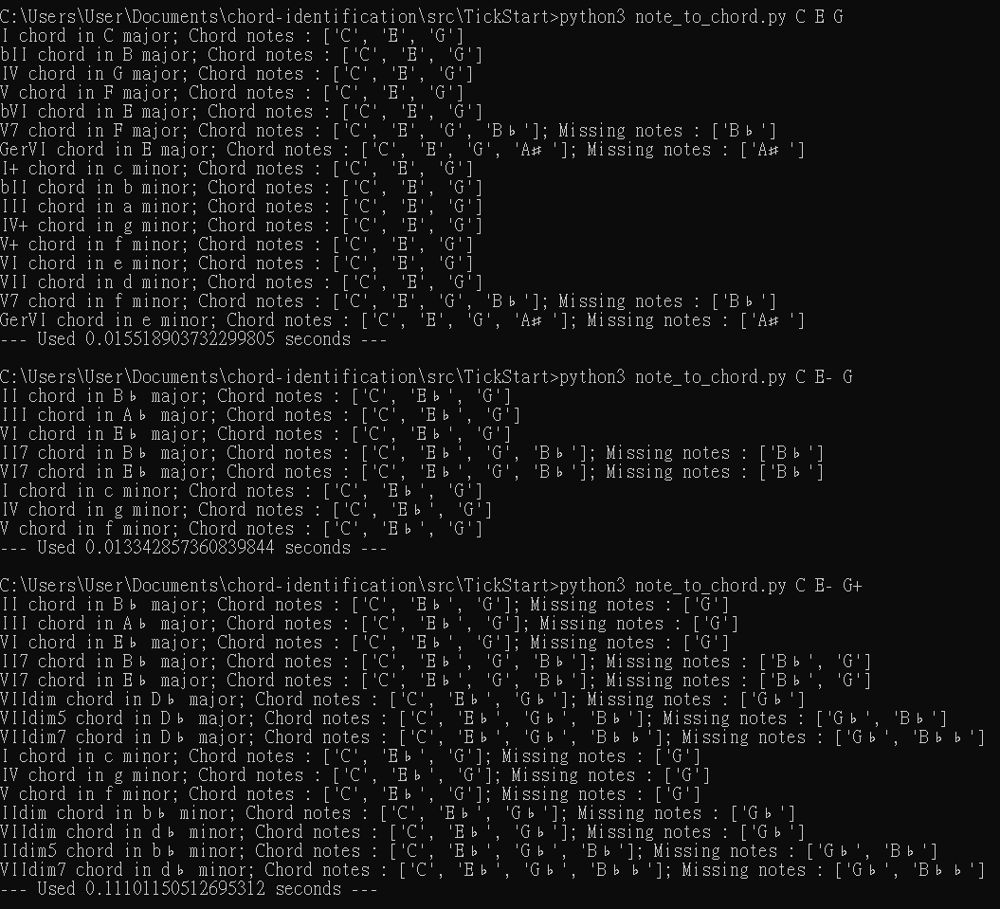 C:\Users\User\Documents\chord-identification\src\TickStart>python3 note_to_chord.py C E G
I chord in C major; Chord notes : ['C', 'E', 'G']
bII chord in B major; Chord notes : ['C', 'E', 'G']
IV chord in G major; Chord notes : ['C', 'E', 'G']
V chord in F major; Chord notes : ['C', 'E', 'G']
bVI chord in E major; Chord notes : ['C', 'E', 'G']
V7 chord in F major; Chord notes : ['C', 'E', 'G', 'B♭']; Missing notes : ['B♭']
GerVI chord in E major; Chord notes : ['C', 'E', 'G', 'A♯ ']; Missing notes : ['A♯ ']
I+ chord in c minor; Chord notes : ['C', 'E', 'G']
bII chord in b minor; Chord notes : ['C', 'E', 'G']
III chord in a minor; Chord notes : ['C', 'E', 'G']
IV+ chord in g minor; Chord notes : ['C', 'E', 'G']
V+ chord in f minor; Chord notes : ['C', 'E', 'G']
VI chord in e minor; Chord notes : ['C', 'E', 'G']
VII chord in d minor; Chord notes : ['C', 'E', 'G']
V7 chord in f minor; Chord notes : ['C', 'E', 'G', 'B♭']; Missing notes : ['B♭']
GerVI chord in e minor; Chord notes : ['C', 'E', 'G', 'A♯ ']; Missing notes : ['A♯ ']
--- Used 0.015518903732299805 seconds ---
C:\Users\User\Documents\chord-identification\src\TickStart>python3 note_to_chord.py C E- G
II chord in B♭ major; Chord notes : ['C', 'E♭', 'G']
III chord in A♭ major; Chord notes : ['C', 'E♭', 'G']
VI chord in E♭ major; Chord notes : ['C', 'E♭', 'G']
II7 chord in B♭ major; Chord notes : ['C', 'E♭', 'G', 'B♭']; Missing notes : ['B♭']
VI7 chord in E♭ major; Chord notes : ['C', 'E♭', 'G', 'B♭']; Missing notes : ['B♭']
I chord in c minor; Chord notes : ['C', 'E♭', 'G']
IV chord in g minor; Chord notes : ['C', 'E♭', 'G']
V chord in f minor; Chord notes : ['C', 'E♭', 'G']
--- Used 0.013342857360839844 seconds ---
C:\Users\User\Documents\chord-identification\src\TickStart>python3 note_to_chord.py C E- G+
II chord in B♭ major; Chord notes : ['C', 'E♭', 'G']; Missing notes : ['G']
III chord in A♭ major; Chord notes : ['C', 'E♭', 'G']; Missing notes : ['G']
VI chord in E♭ major; Chord notes : ['C', 'E♭', 'G']; Missing notes : ['G']
II7 chord in B♭ major; Chord notes : ['C', 'E♭', 'G', 'B♭']; Missing notes : ['B♭', 'G']
VI7 chord in E♭ major; Chord notes : ['C', 'E♭', 'G', 'B♭']; Missing notes : ['B♭', 'G']
VIIdim chord in D♭ major; Chord notes : ['C', 'E♭', 'G♭']; Missing notes : ['G♭']
VIIdim5 chord in D♭ major; Chord notes : ['C', 'E♭', 'G♭', 'B♭']; Missing notes : ['G♭', 'B♭']
VIIdim7 chord in D♭ major; Chord notes : ['C', 'E♭', 'G♭', 'B♭♭']; Missing notes : ['G♭', 'B♭♭']
I chord in c minor; Chord notes : ['C', 'E♭', 'G']; Missing notes : ['G']
IV chord in g minor; Chord notes : ['C', 'E♭', 'G']; Missing notes : ['G']
V chord in f minor; Chord notes : ['C', 'E♭', 'G']; Missing notes : ['G']
IIdim chord in b♭ minor; Chord notes : ['C', 'E♭', 'G♭']; Missing notes : ['G♭']
VIIdim chord in d♭ minor; Chord notes : ['C', 'E♭', 'G♭']; Missing notes : ['G♭']
IIdim5 chord in b♭ minor; Chord notes : ['C', 'E♭', 'G♭', 'B♭']; Missing notes : ['G♭', 'B♭']
VIIdim7 chord in d♭ minor; Chord notes : ['C', 'E♭', 'G♭', 'B♭♭']; Missing notes : ['G♭', 'B♭♭']
--- Used 0.11101150512695312 seconds ---